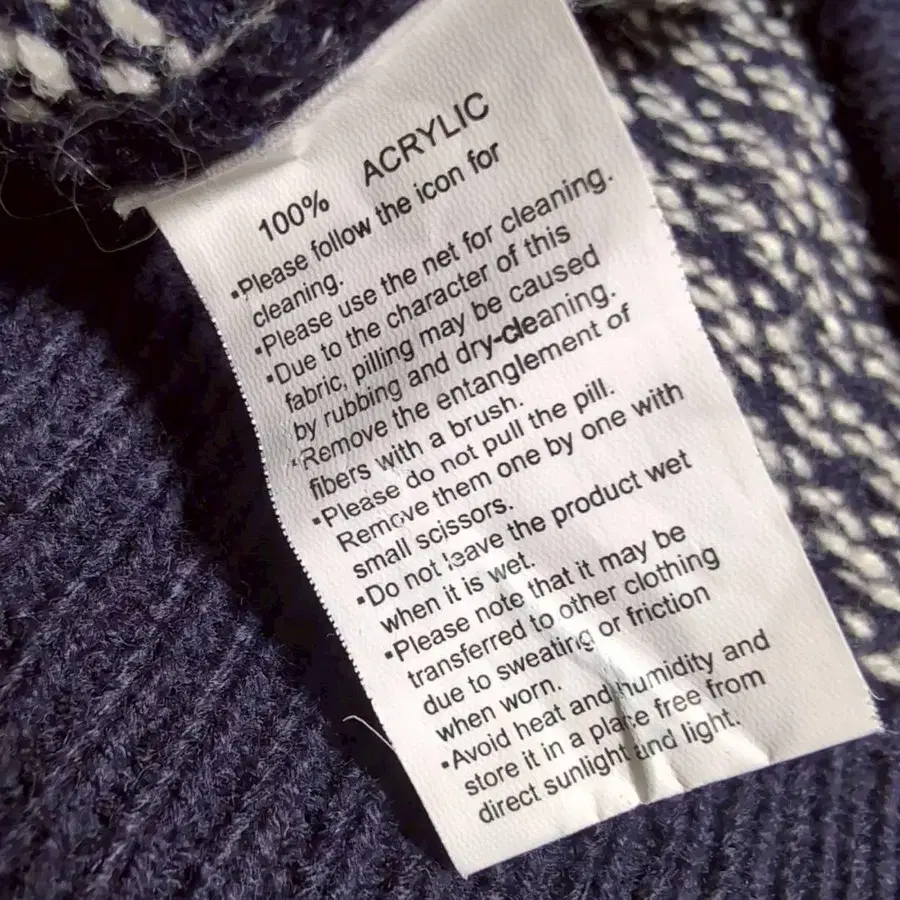 100% ACRYLIC
▪Please follow the icon for
cleaning.
▪Please use the net for cleaning.
▪Due to the character of this
fabric, pilling may be caused
by rubbing and dry-cleaning.
▪Remove the entanglement of
fibers with a brush.
▪Please do not pull the pill.
Remove them one by one with
small scissors.
▪Do not leave the product wet
when it is wet.
▪Please note that it may be
transferred to other clothing
due to sweating or friction
when worn.
▪Avoid heat and humidity and
store it in a place free from
direct sunlight and light.